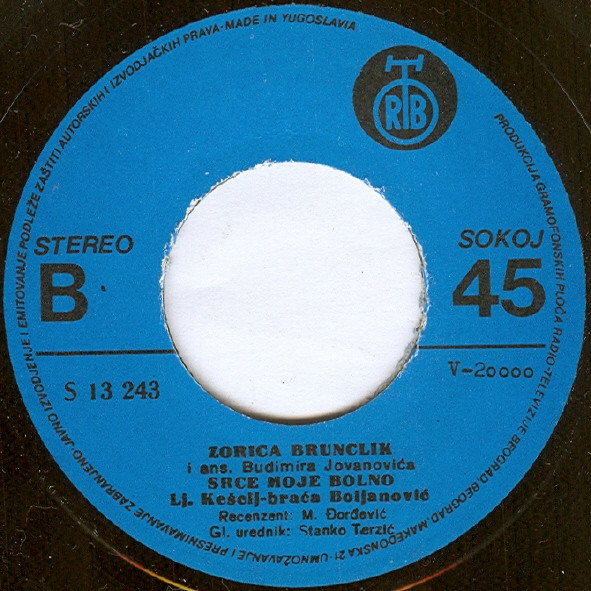 PRODUKCIJA GRAMOFONSKIH PLOČA RADIO-TELEVIZIJE BEOGRAD, BEOGRAD, MAKEDONSKA 21 - UMNOŽAVANJE I PRESNIMAVANJE ZABRANJENO - JAVNO IZVODJENJE I EMITOVANJE PODLEŽE ZAŠTITI AUTORSKIH I IZVODJAČKIH PRAVA - MADE IN YUGOSLAVIA
RTB
STEREO
B
SOKOJ
45
S 13 243
V-20000
ZORICA BRUNCLIK
i ans. Budimira Jovanovića
SRCE MOJE BOLNO
Lj. Kešelj-braća Boljanović
Recenzent: M. Đorđević
Gl. urednik: Stanko Terzić